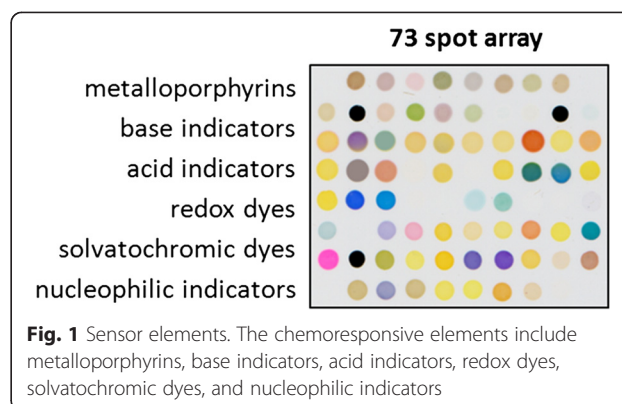 73 spot array
metalloporphyrins
base indicators
acid indicators
redox dyes
solvatochromic dyes
nucleophilic indicators
Fig. 1 Sensor elements. The chemoresponsive elements include
metalloporphyrins, base indicators, acid indicators, redox dyes,
solvatochromic dyes, and nucleophilic indicators